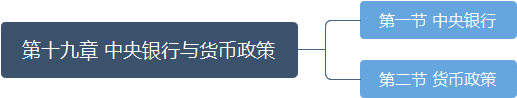 第十九章 中央银行与货币政策
第一节 中央银行
第二节 货币政策